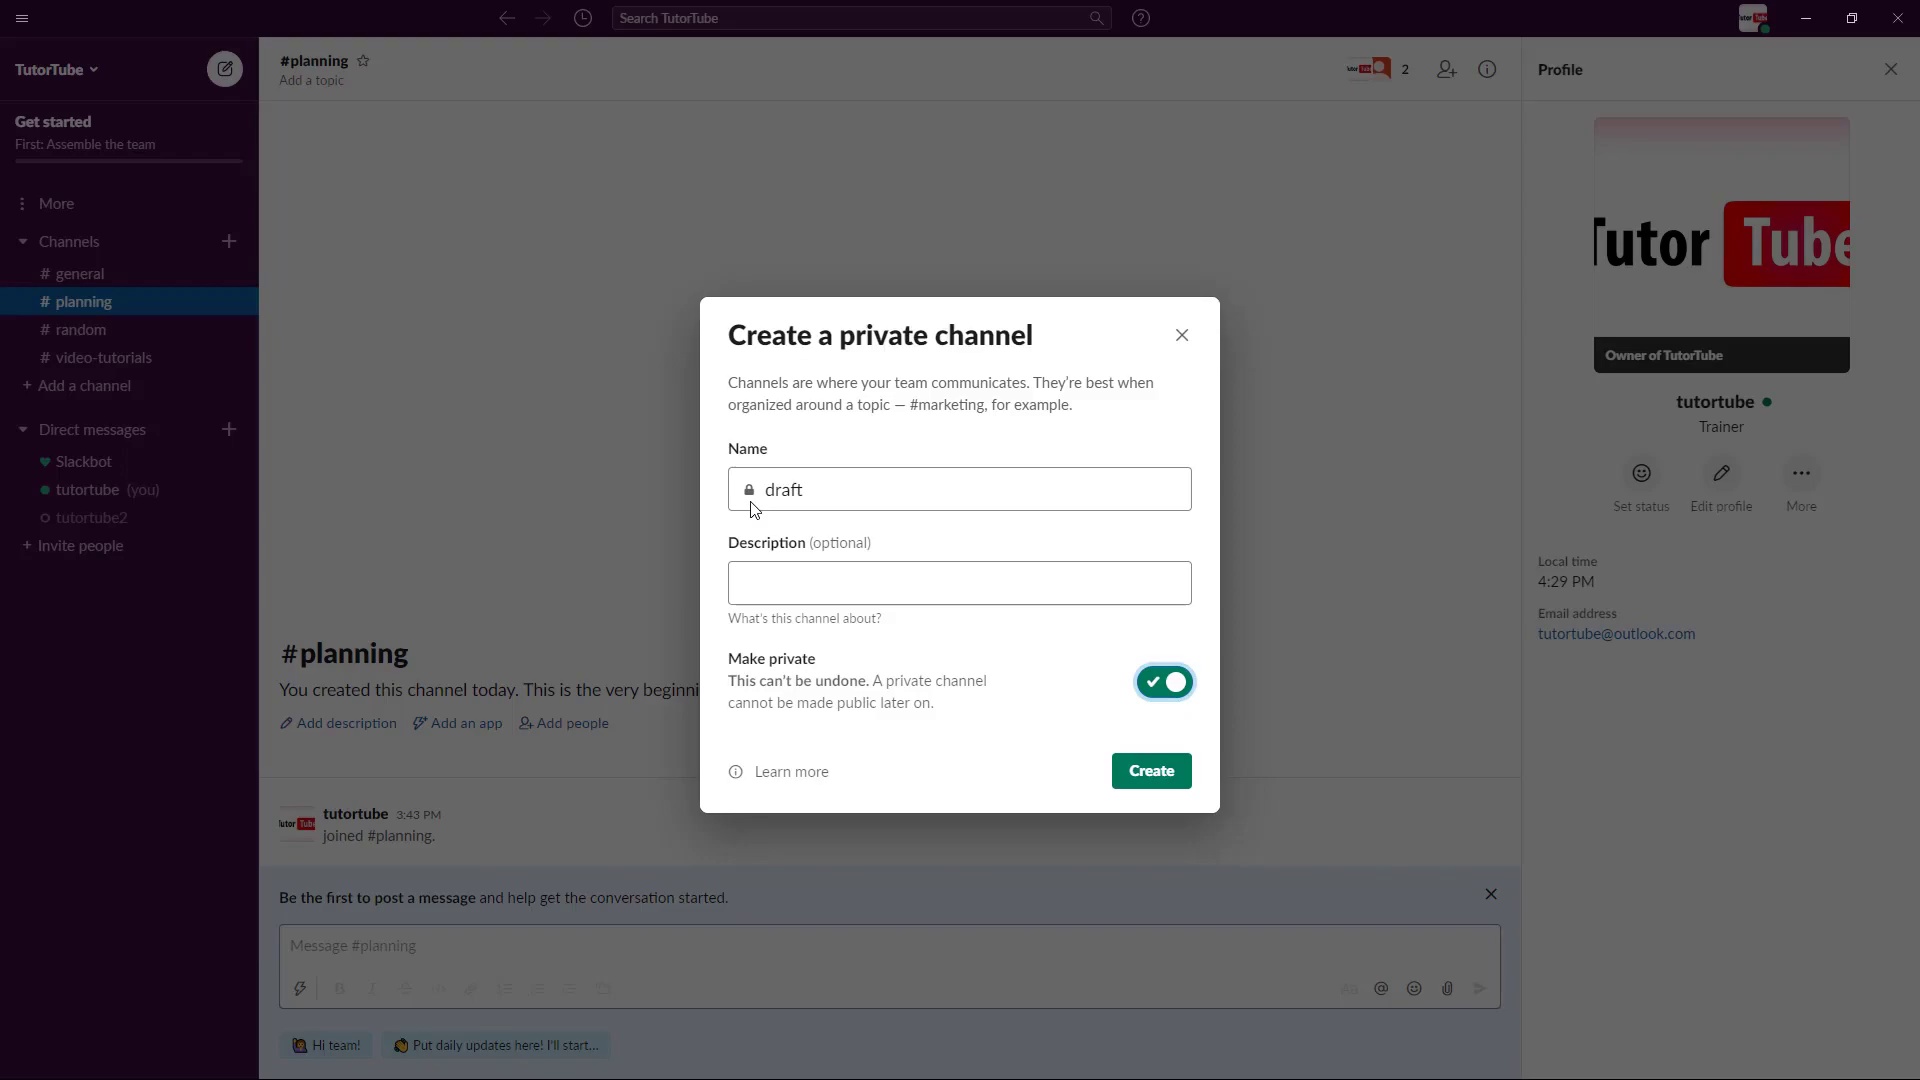 Search TutorTube
TutorTube
Get started
First: Assemble the team
More
Channels
# general
# planning
# random
# video-tutorials
+ Add a channel
Direct messages
Slackbot
tutortube (you)
tutortube2
+ Invite people
#planning
Add a topic
2
Create a private channel
Channels are where your team communicates. They're best when
organized around a topic — #marketing, for example.
Name
draft
Description (optional)
What's this channel about?
Make private
This can't be undone. A private channel
cannot be made public later on.
Learn more
Create
#planning
You created this channel today. This is the very beginni
Add description
Add an app
Add people
tutortube 3:43 PM
joined #planning.
Be the first to post a message and help get the conversation started.
Message #planning
Hi team!
Put daily updates here! I'll start...
Profile
Tutor Tube
Owner of TutorTube
tutortube
Trainer
Set status
Edit profile
More
Local time
4:29 PM
Email address
tutortube@outlook.com